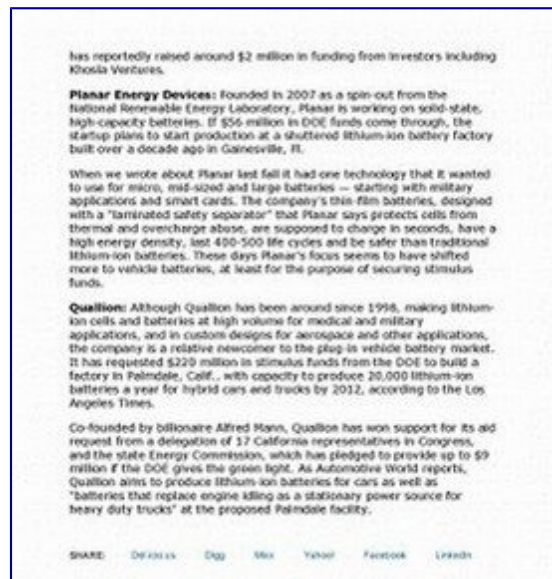 has reportedly raised around $2 million in funding from investors including
Khosla Ventures.
Planar Energy Devices: Founded in 2007 as a spin-out from the
National Renewable Energy Laboratory, Planar is working on solid-state,
high-capacity batteries. If $56 million in DOE funds come through, the
startup plans to start production at a shuttered lithium-ion battery factory
built over a decade ago in Gainesville, Fl.
When we wrote about Planar last fall it had one technology that it wanted
to use for micro, mid-sized and large batteries — starting with military
applications and smart cards. The company's thin-film batteries, designed
with a "laminated safety separator" that Planar says protects cells from
thermal and overcharge abuse, are supposed to charge in seconds, have a
high energy density, last 400-500 life cycles and be safer than traditional
lithium-ion batteries. These days Planar's focus seems to have shifted
more to vehicle batteries, at least for the purpose of securing stimulus
funds.
Quallion: Although Quallion has been around since 1998, making lithium-
ion cells and batteries at high volume for medical and military
applications, and in custom designs for aerospace and other applications,
the company is a relative newcomer to the plug-in vehicle battery market.
It has requested $220 million in stimulus funds from the DOE to build a
factory in Palmdale, Calif., with capacity to produce 20,000 lithium-ion
batteries a year for hybrid cars and trucks by 2012, according to the Los
Angeles Times.
Co-founded by billionaire Alfred Mann, Quallion has won support for its aid
request from a delegation of 17 California representatives in Congress,
and the state Energy Commission, which has pledged to provide up to $9
million if the DOE gives the green light. As Automotive World reports,
Quallion aims to produce lithium-ion batteries for cars as well as
"batteries that replace engine idling as a stationary power source for
heavy duty trucks" at the proposed Palmdale facility.
SHARE: Del.icio.us Digg Mixx Yahoo! Facebook LinkedIn